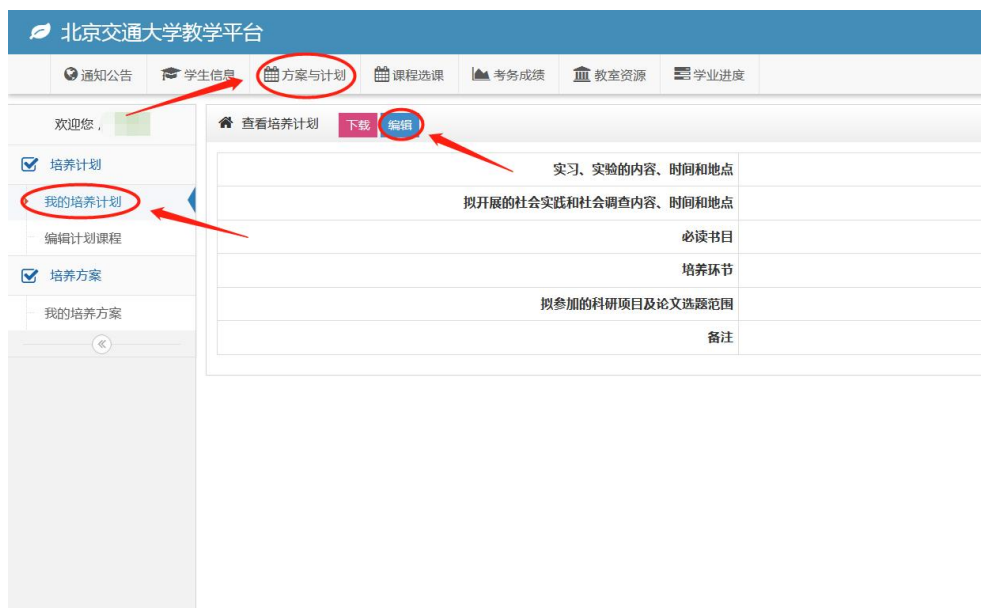 北京交通大学教学平台
通知公告 学生信息 方案与计划 课程选课 考务成绩 教室资源 学业进度
欢迎您，
查看培养计划 下载 编辑
培养计划
我的培养计划
编辑计划课程
培养方案
我的培养方案
实习、实验的内容、时间和地点
拟开展的社会实践和社会调查内容、时间和地点
必读书目
培养环节
拟参加的科研项目及论文选题范围
备注